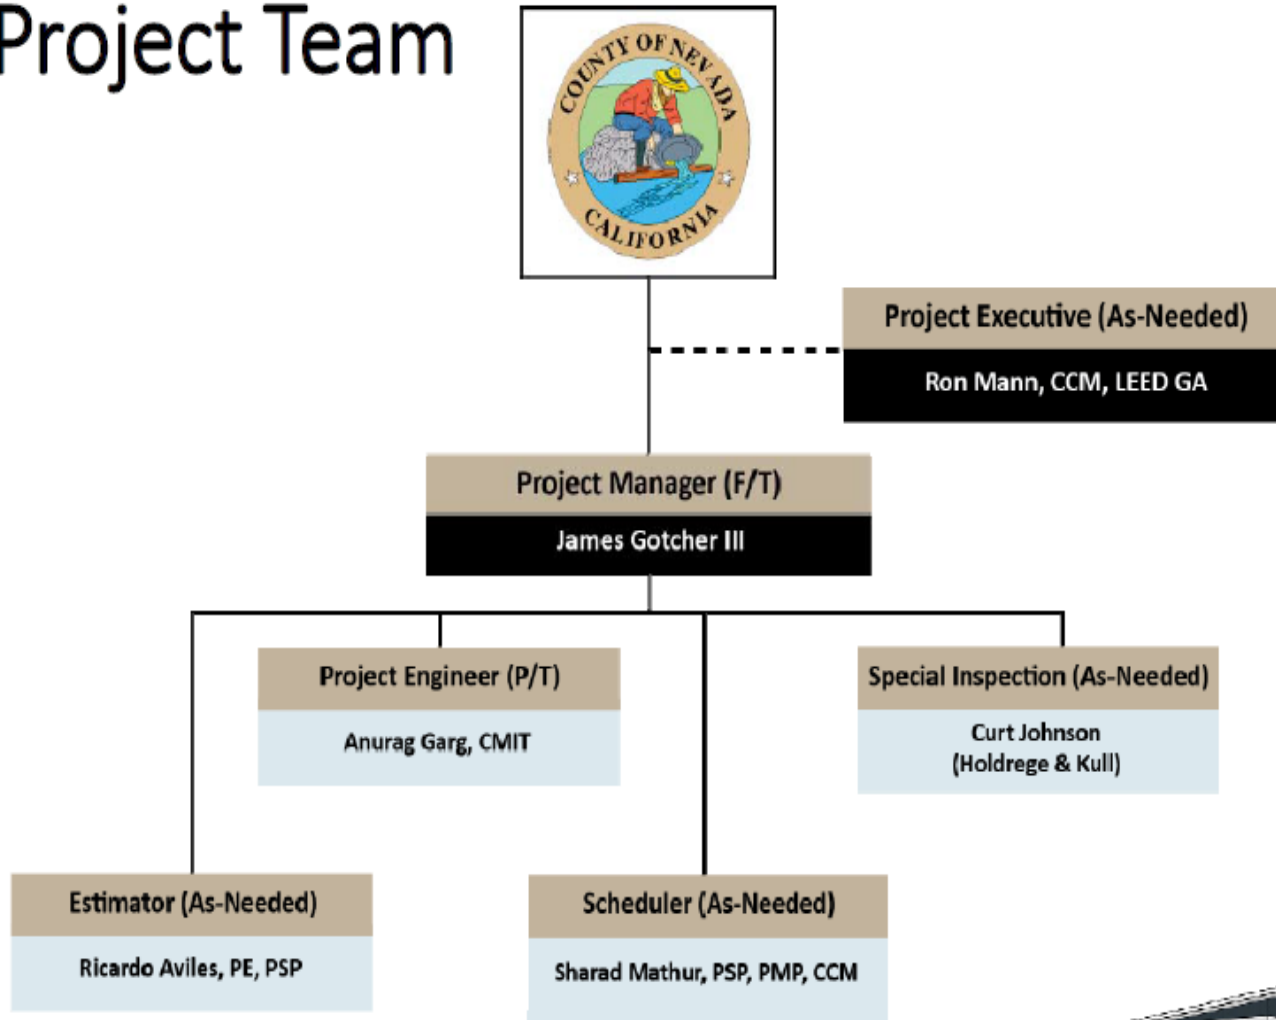 Project Team
COUNTY OF NEVADA
CALIFORNIA
Project Executive (As-Needed)
Ron Mann, CCM, LEED GA
Project Manager (F/T)
James Gotcher III
Project Engineer (P/T)
Anurag Garg, CMIT
Special Inspection (As-Needed)
Curt Johnson
(Holdrege & Kull)
Estimator (As-Needed)
Ricardo Aviles, PE, PSP
Scheduler (As-Needed)
Sharad Mathur, PSP, PMP, CCM